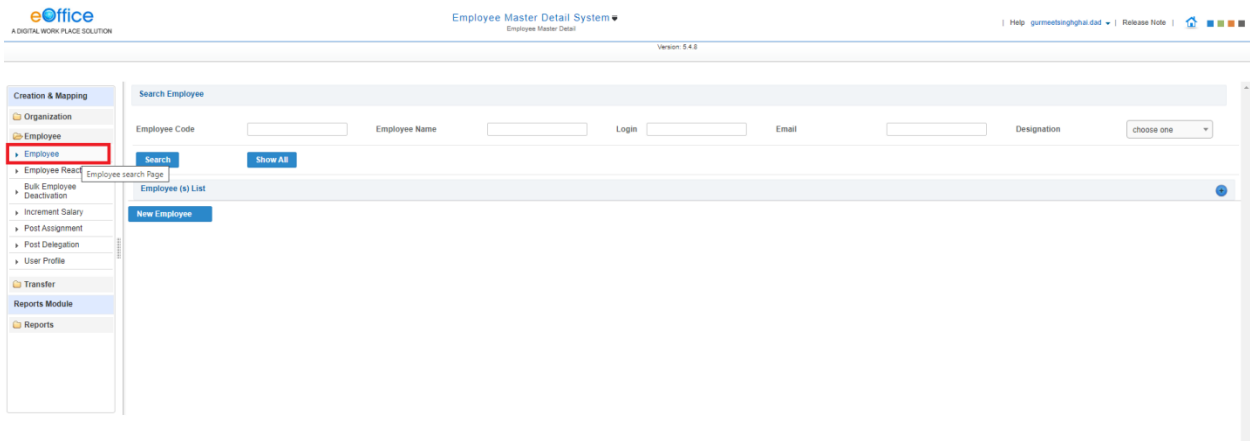 eOffice
A DIGITAL WORK PLACE SOLUTION
Employee Master Detail System
Employee Master Detail
| Help gurmeetsinghghai.dad | Release Note |
Version: 5.4.8
Creation & Mapping
Organization
Employee
Employee
Employee React
Employee search Page
Bulk Employee
Deactivation
Increment Salary
Post Assignment
Post Delegation
User Profile
Transfer
Reports Module
Reports
Search Employee
Employee Code Employee Name Login Email Designation choose one
Search Show All
Employee (s) List
New Employee